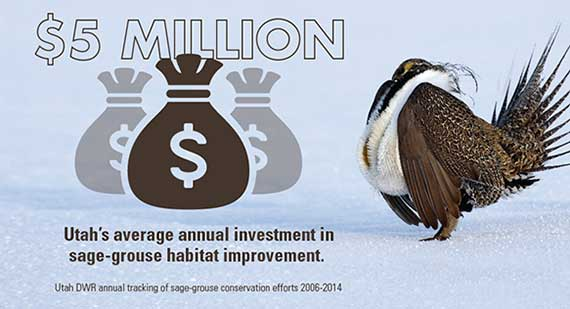 $5 MILLION
$ $ $
Utah's average annual investment in
sage-grouse habitat improvement.
Utah DWR annual tracking of sage-grouse conservation efforts 2006-2014